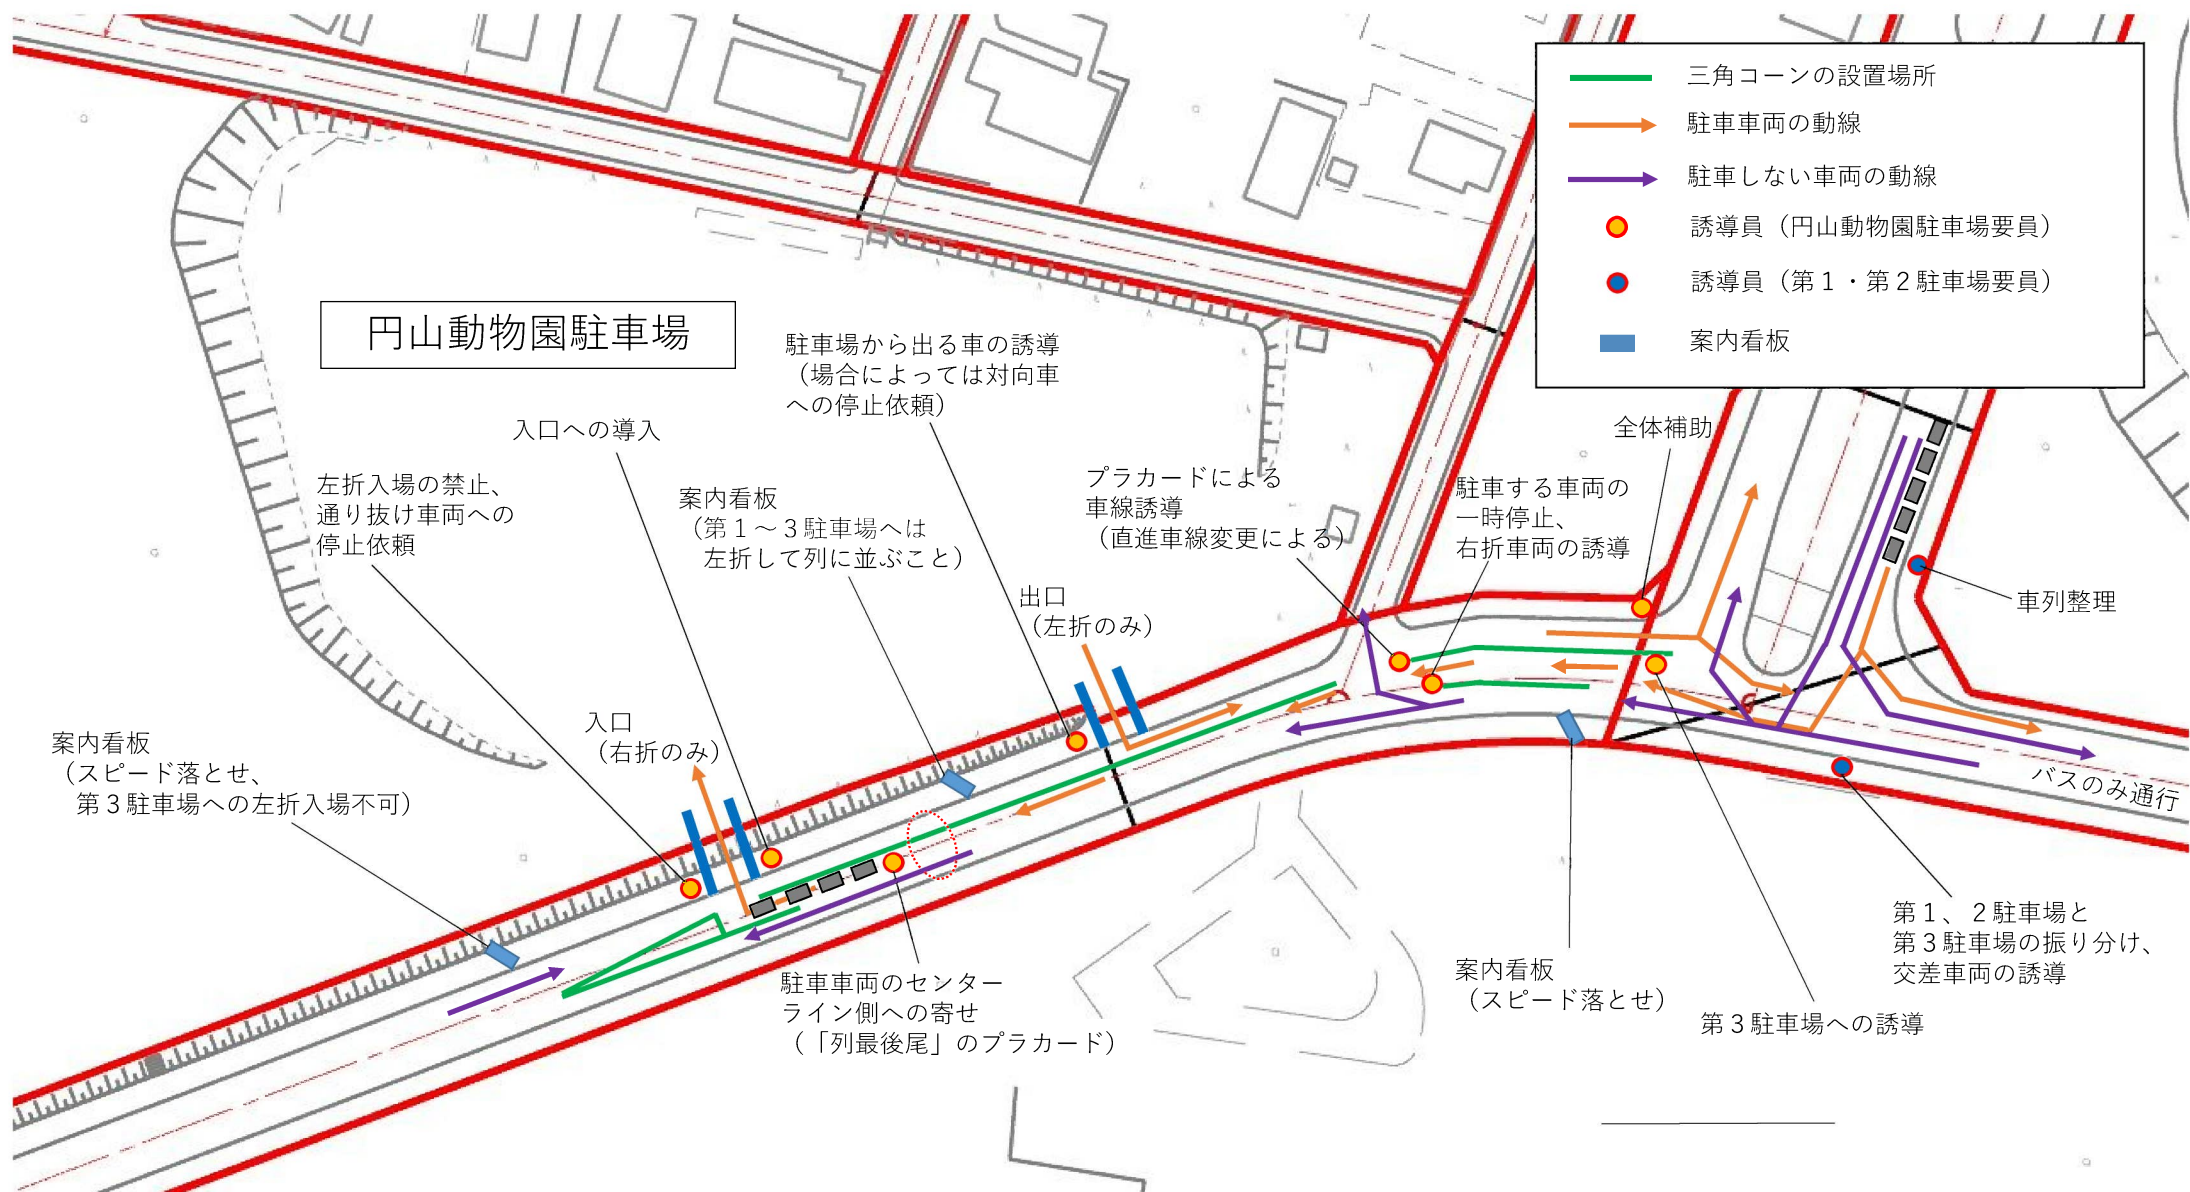 三角コーンの設置場所
駐車車両の動線
駐車しない車両の動線
誘導員（円山動物園駐車場要員）
誘導員（第１・第２駐車場要員）
案内看板
円山動物園駐車場
駐車場から出る車の誘導
（場合によっては対向車
への停止依頼）
入口への導入
左折入場の禁止、
通り抜け車両への
停止依頼
案内看板
（第１～３駐車場へは
左折して列に並ぶこと）
プラカードによる
車線誘導
（直進車線変更による）
駐車する車両の
一時停止、
右折車両の誘導
全体補助
車列整理
出口
（左折のみ）
入口
（右折のみ）
案内看板
（スピード落とせ、
第３駐車場への左折入場不可）
バスのみ通行
駐車車両のセンター
ライン側への寄せ
（「列最後尾」のプラカード）
案内看板
（スピード落とせ）
第３駐車場への誘導
第１、２駐車場と
第３駐車場の振り分け、
交差車両の誘導